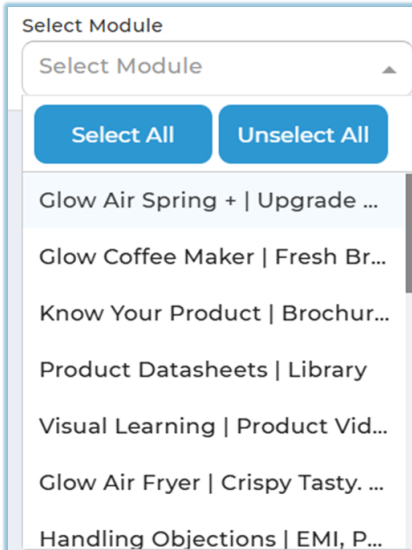 Select Module
Select Module
Select All Unselect All
Glow Air Spring + | Upgrade ...
Glow Coffee Maker | Fresh Br...
Know Your Product | Brochur...
Product Datasheets | Library
Visual Learning | Product Vid...
Glow Air Fryer | Crispy Tasty. ...
Handling Objections | EMI, P...